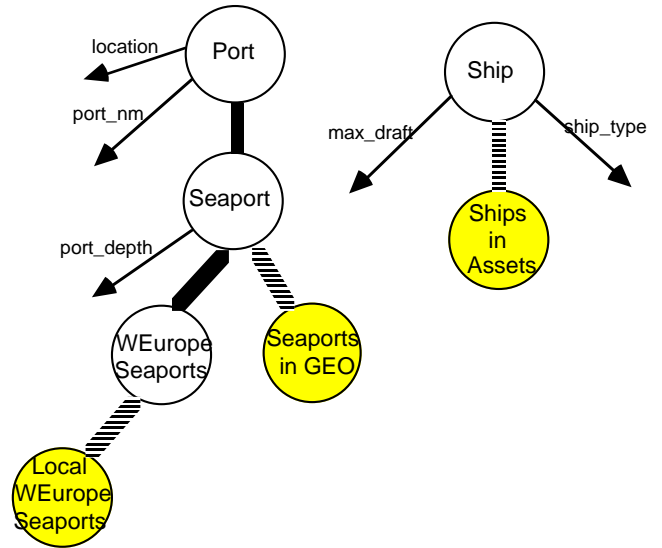 location
Port
port_nm
Ship
max_draft
ship_type
Seaport
port_depth
Ships
in
Assets
WEurope
Seaports
Seaports
in GEO
Local
WEurope
Seaports